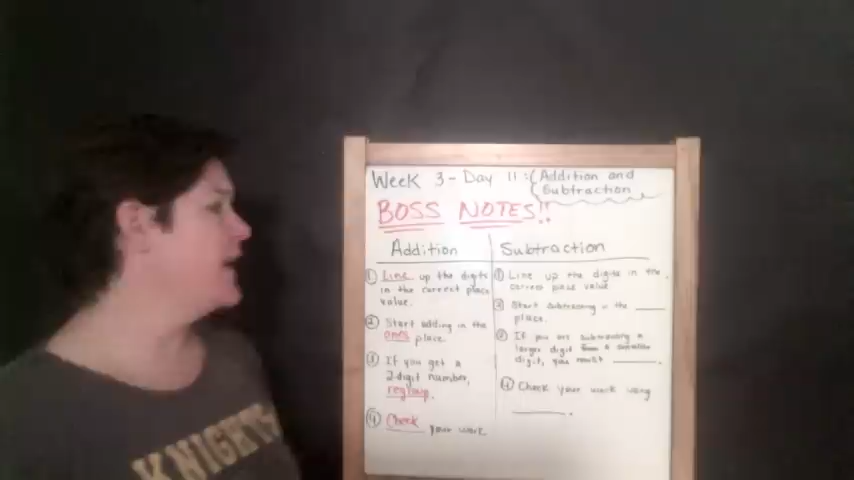 Week 3 - Day 11: Addition and
Subtraction
BOSS NOTES!!
Addition
① Line up the digits
in the correct place
value.
② Start adding in the
ones place.
③ If you get a
2-digit number,
regroup.
④ Check your work
Subtraction
① Line up the digits in the
correct place value
② Start subtracting in the ____
place.
③ If you are subtracting a
larger digit from a smaller
digit, you must ____.
④ Check your work using
____.
KNIGHTS